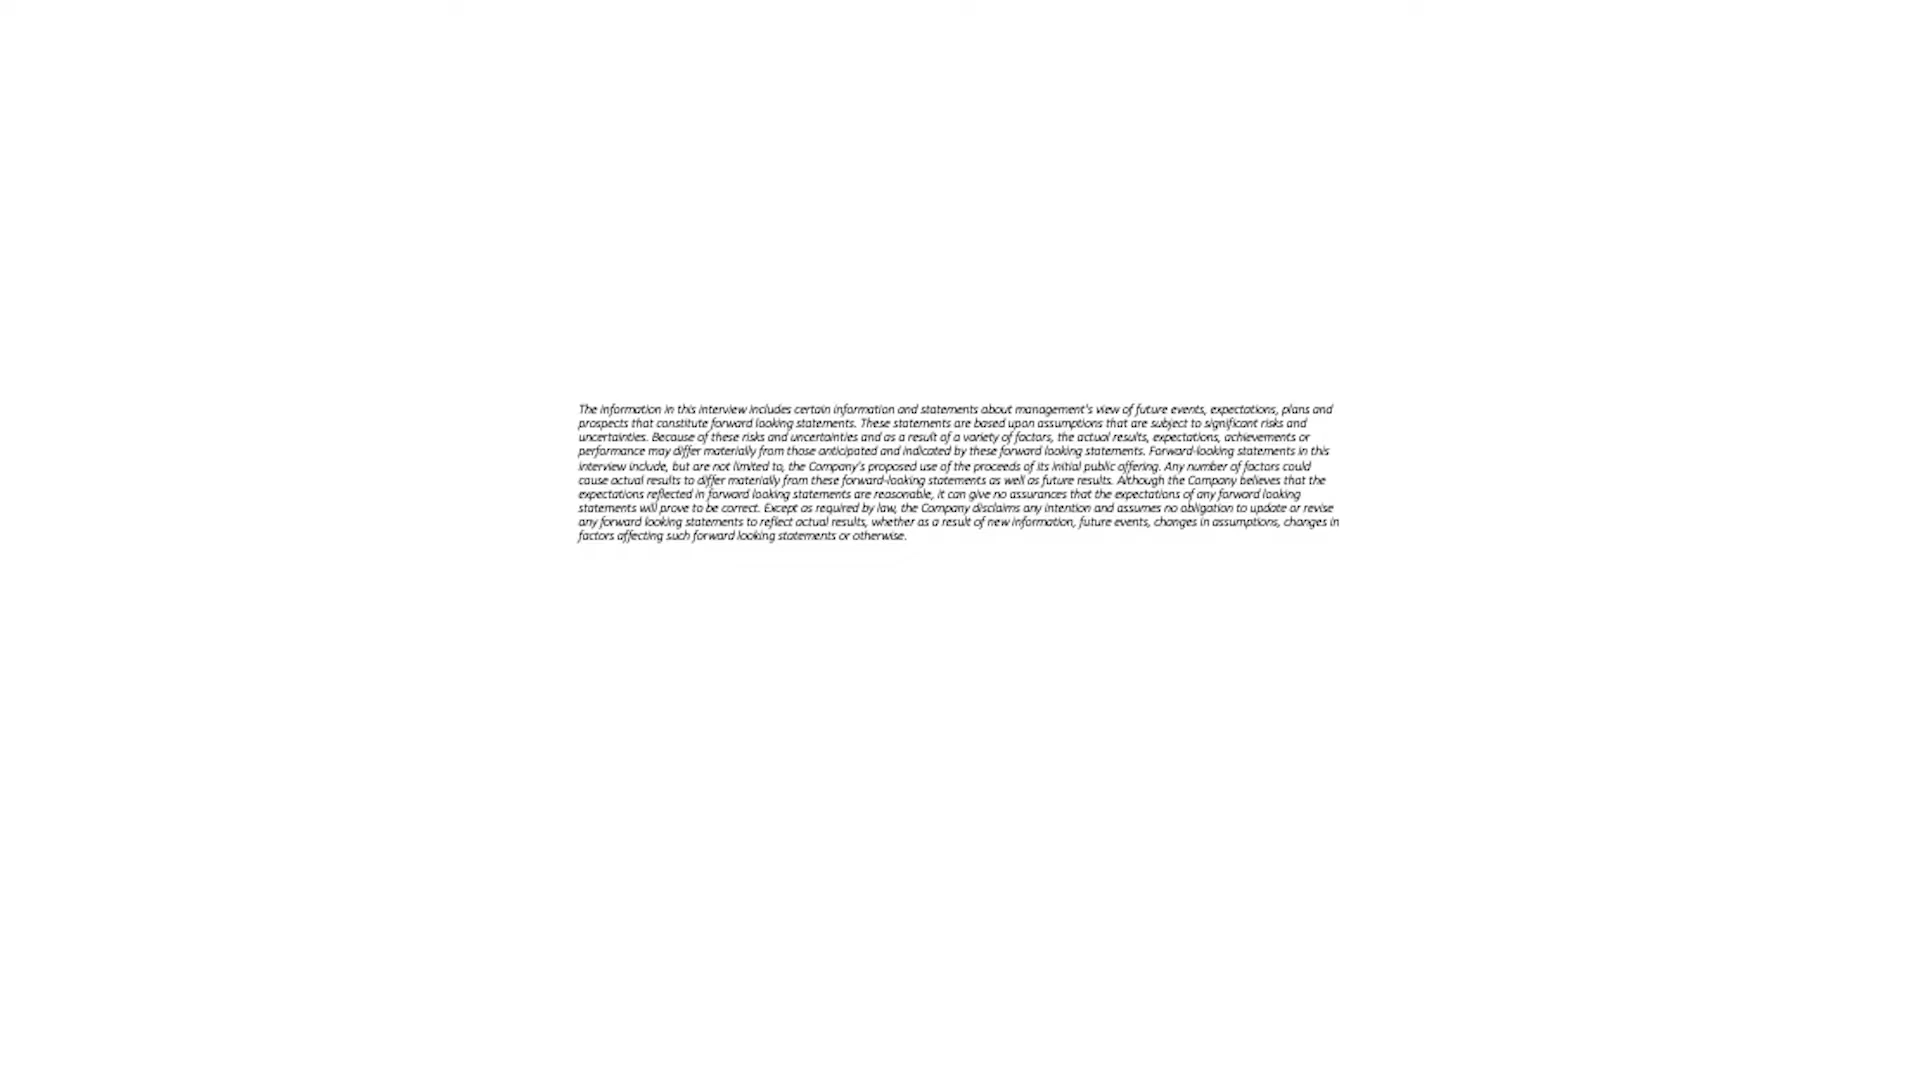 The information in this interview includes certain information and statements about management's view of future events, expectations, plans and
prospects that constitute forward looking statements. These statements are based upon assumptions that are subject to significant risks and
uncertainties. Because of these risks and uncertainties and as a result of a variety of factors, the actual results, expectations, achievements or
performance may differ materially from those anticipated and indicated by these forward looking statements. Forward-looking statements in this
interview include, but are not limited to, the Company's proposed use of the proceeds of its initial public offering. Any number of factors could
cause actual results to differ materially from these forward-looking statements as well as future results. Although the Company believes that the
expectations reflected in forward looking statements are reasonable, it can give no assurances that the expectations of any forward looking
statements will prove to be correct. Except as required by law, the Company disclaims any intention and assumes no obligation to update or revise
any forward looking statements to reflect actual results, whether as a result of new information, future events, changes in assumptions, changes in
factors affecting such forward looking statements or otherwise.